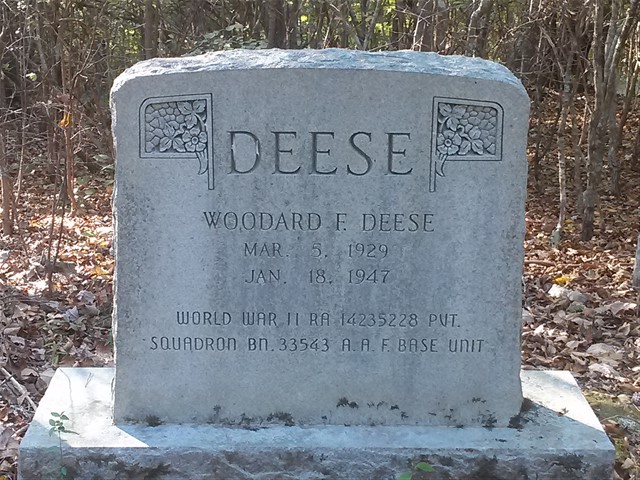 DEESE
WOODARD F. DEESE
MAR. 5, 1929
JAN. 18, 1947
WORLD WAR II RA 14235228 PVT.
SQUADRON BN. 33543 A.A.F. BASE UNIT